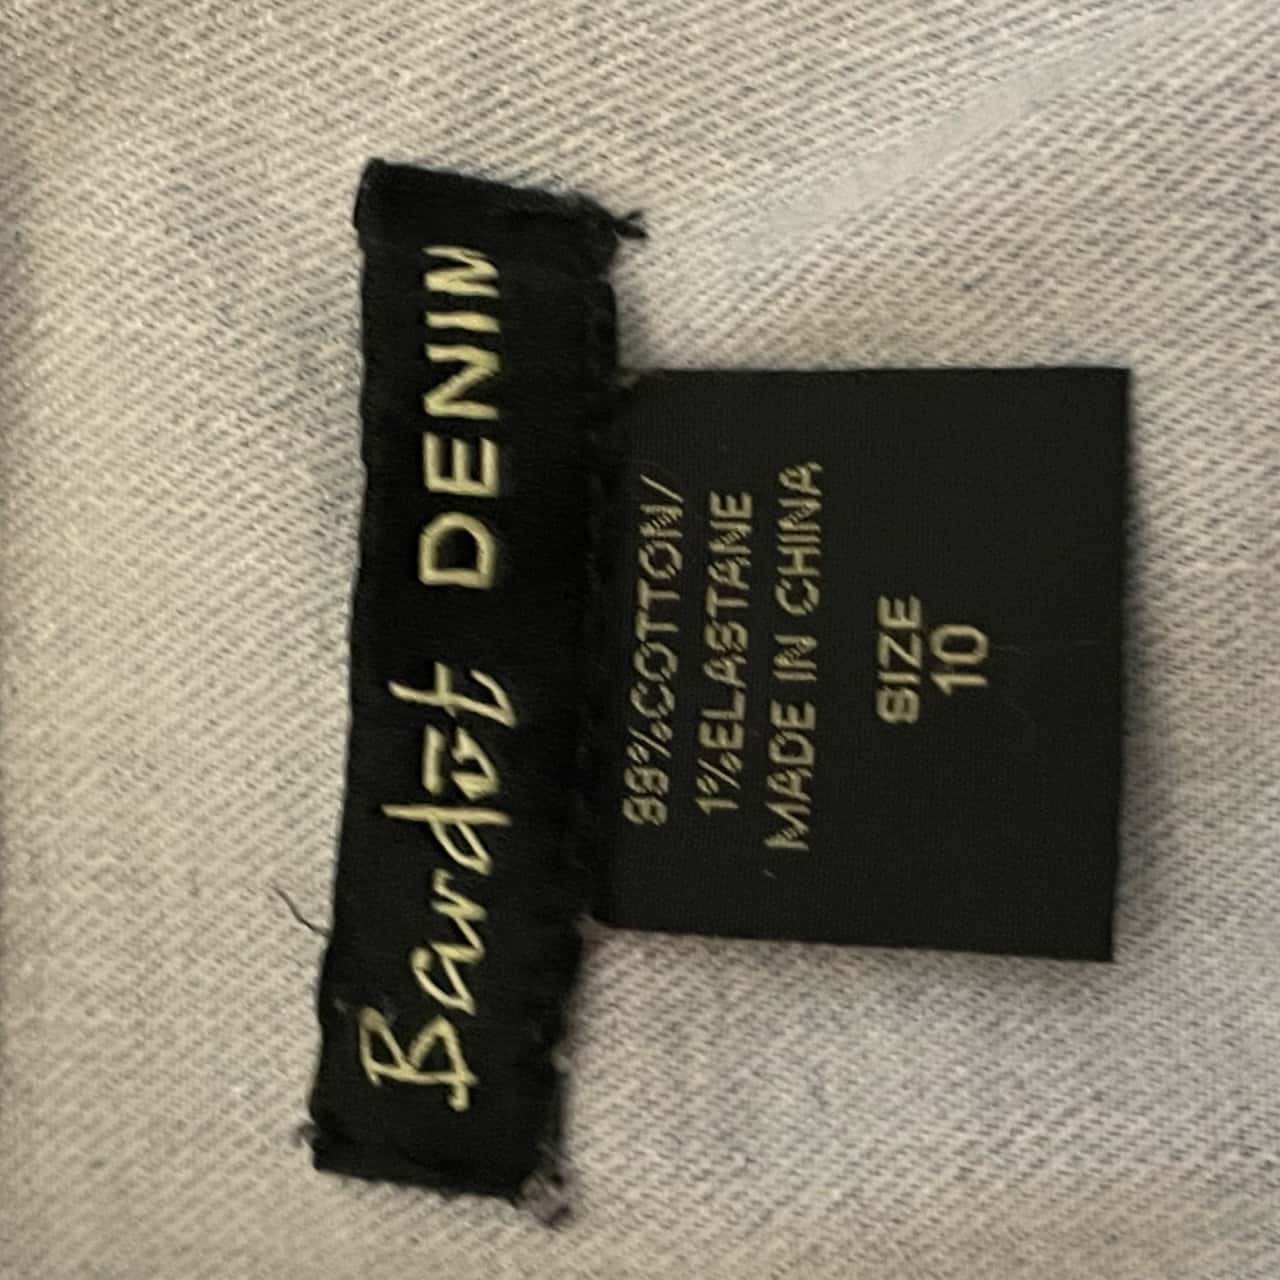 Bardot DENIM
99%COTTON/
1%ELASTANE
MADE IN CHINA
SIZE
10